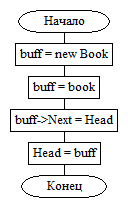 Начало
buff = new Book
buff = book
buff->Next = Head
Head = buff
Конец